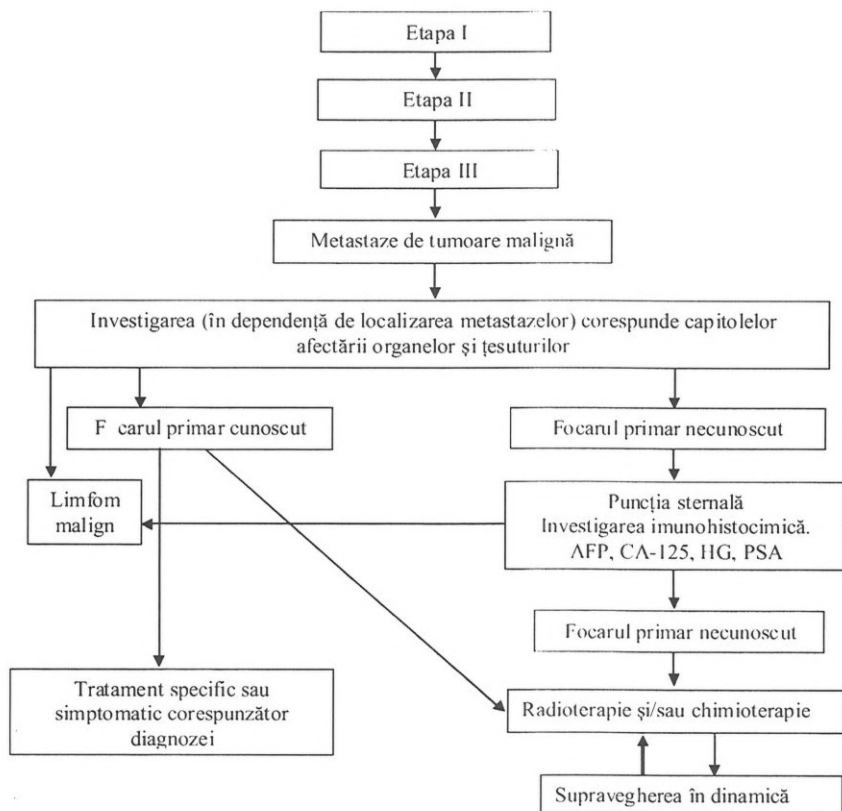 Etapa I
Etapa II
Etapa III
Metastaze de tumoare malignă
Investigarea (în dependență de localizarea metastazelor) corespunde capitolelor
afectării organelor și țesuturilor
F carul primar cunoscut
Focarul primar necunoscut
Limfom
malign
Puncția sternală
Investigarea imunohistocimică.
AFP, CA-125, HG, PSA
Focarul primar necunoscut
Tratament specific sau
simptomatic corespunzător
diagnozei
Radioterapie și/sau chimioterapie
Supravegherea în dinamică